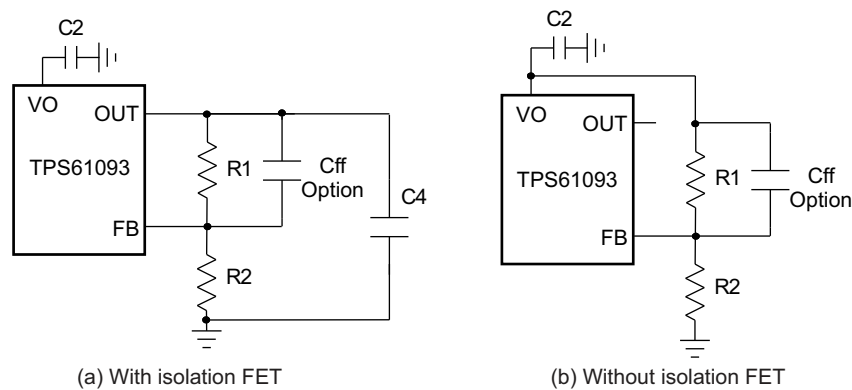 C2
VO
OUT
TPS61093
R1
Cff
Option
C4
FB
R2
(a) With isolation FET
C2
VO
OUT
TPS61093
R1
Cff
Option
FB
R2
(b) Without isolation FET